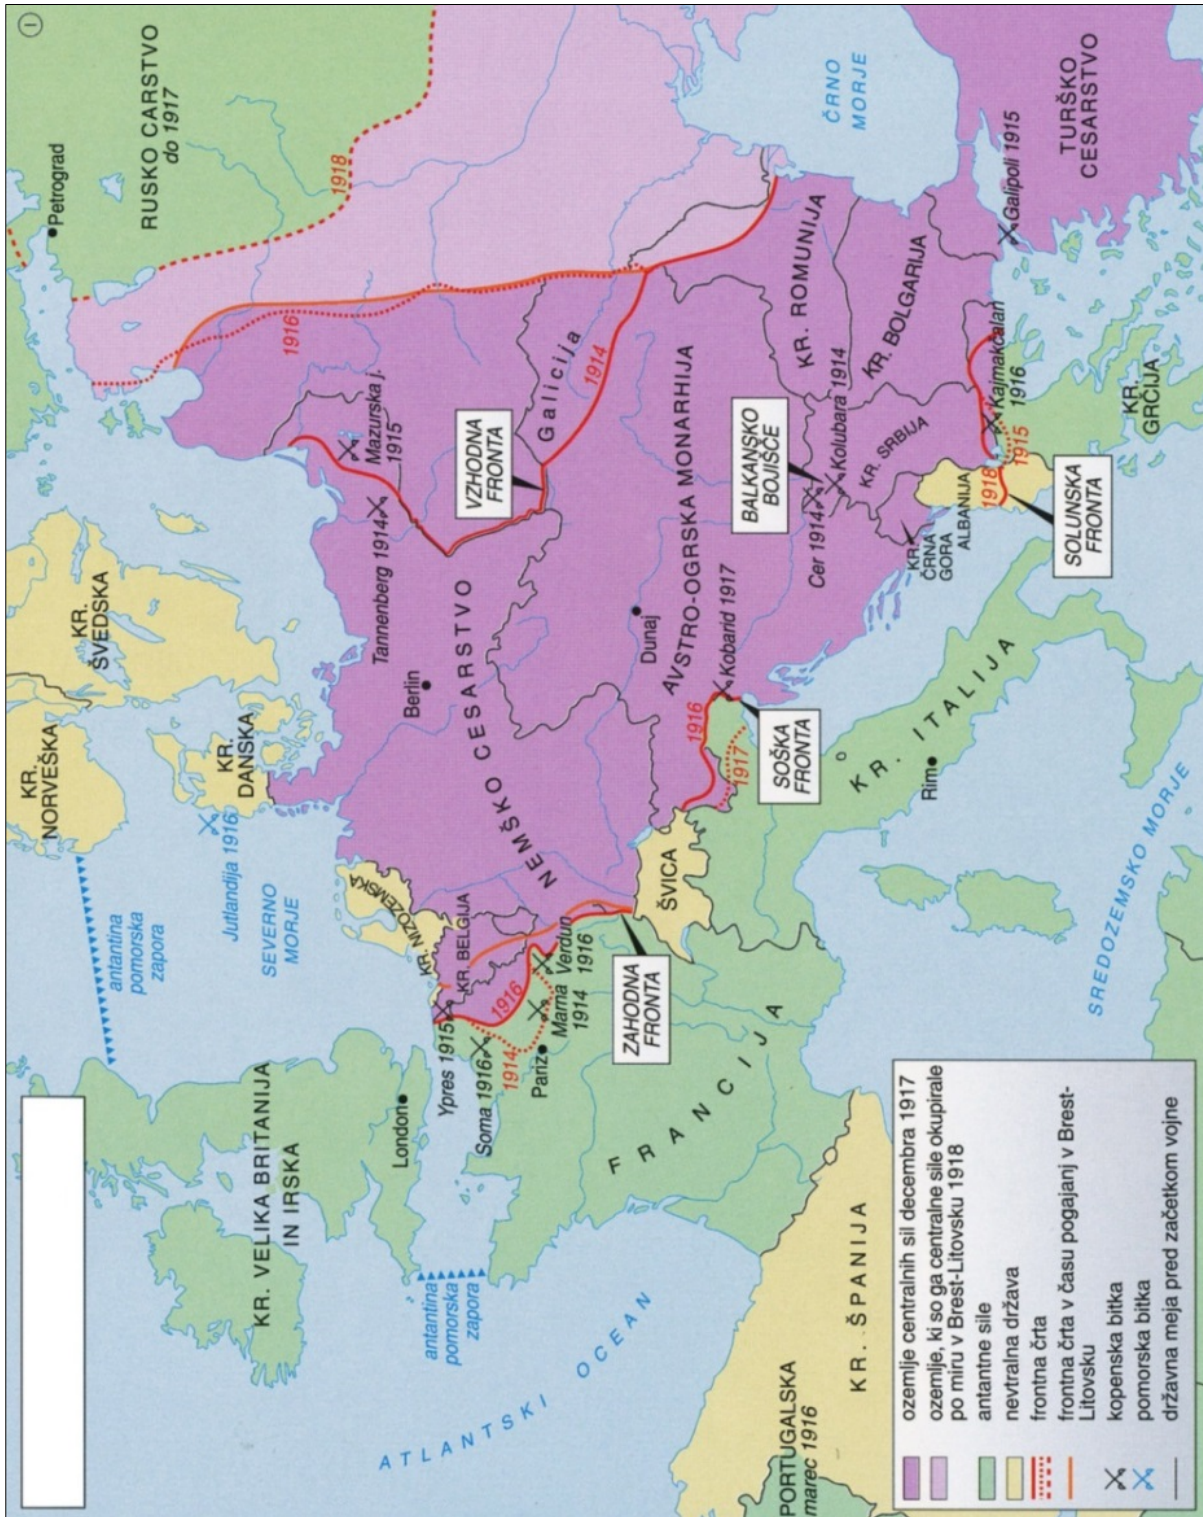 I
RUSKO CARSTVO
do 1917
Petrograd
1918
KR.
NORVEŠKA
KR.
ŠVEDSKA
KR.
DANSKA
Jutlandija 1916
antantina
pomorska
zapora
SEVERNO
MORJE
KR. VELIKA BRITANIJA
IN IRSKA
London
antantina
pomorska
zapora
ATLANTSKI OCEAN
KR. NIZOZEMSKA
KR. BELGIJA
Ypres 1915
Soma 1916
1914
1916
Pariz
Marna
1914
Verdun
1916
ZAHODNA
FRONTA
FRANCIJA
ŠVICA
NEMŠKO CESARSTVO
Berlin
Tannenberg 1914
Mazurska j.
1915
1916
VZHODNA
FRONTA
Galicija
1914
Dunaj
AVSTRO-OGRSKA MONARHIJA
Kobarid 1917
1916
1917
SOŠKA
FRONTA
KR. ITALIJA
Rim
BALKANSKO
BOJIŠČE
Cer 1914
Kolubara 1914
KR. SRBIJA
KR.
ČRNA
GORA
ALBANIJA
KR. ROMUNIJA
KR. BOLGARIJA
ČRNO
MORJE
TURŠKO
CESARSTVO
Galipoli 1915
Kajmakčalan
1916
1915
1918
SOLUNSKA
FRONTA
KR.
GRČIJA
SREDOZEMSKO MORJE
KR. ŠPANIJA
PORTUGALSKA
marec 1916
ozemlje centralnih sil decembra 1917
ozemlje, ki so ga centralne sile okupirale
po miru v Brest-Litovsku 1918
antantne sile
nevtralna država
frontna črta
frontna črta v času pogajanj v Brest-
Litovsku
kopenska bitka
pomorska bitka
državna meja pred začetkom vojne